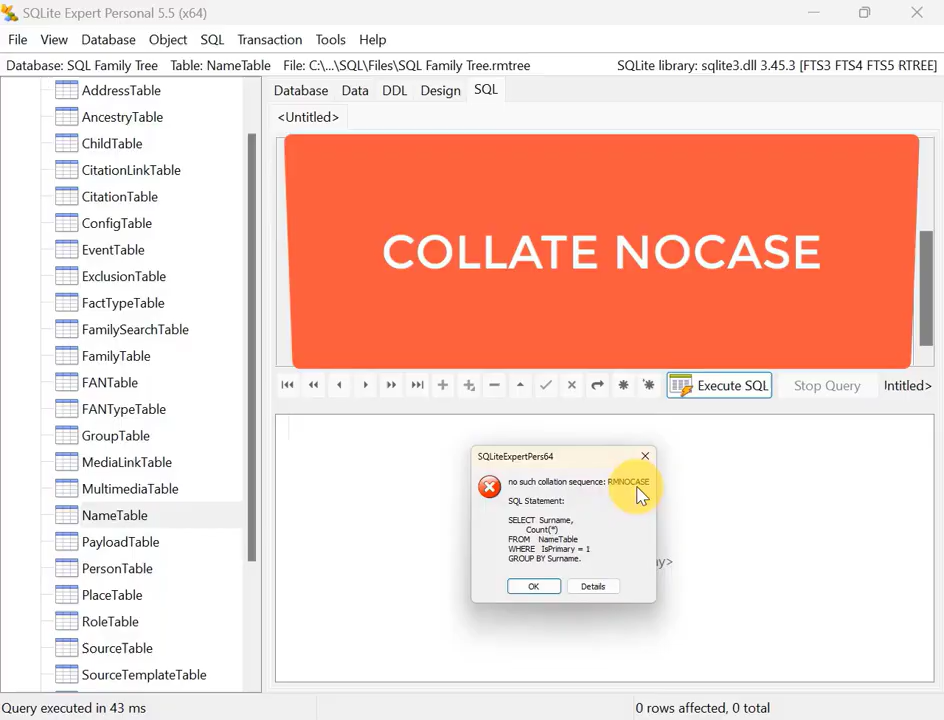 SQLite Expert Personal 5.5 (x64)
File View Database Object SQL Transaction Tools Help
Database: SQL Family Tree Table: NameTable File: C:\...\SQL\Files\SQL Family Tree.rmtree SQLite library: sqlite3.dll 3.45.3 [FTS3 FTS4 FTS5 RTREE]
AddressTable
AncestryTable
ChildTable
CitationLinkTable
CitationTable
ConfigTable
EventTable
ExclusionTable
FactTypeTable
FamilySearchTable
FamilyTable
FANTable
FANTypeTable
GroupTable
MediaLinkTable
MultimediaTable
NameTable
PayloadTable
PersonTable
PlaceTable
RoleTable
SourceTable
SourceTemplateTable
Database Data DDL Design SQL
<Untitled>
COLLATE NOCASE
Execute SQL Stop Query Intitled>
SQLiteExpertPers64
no such collation sequence: RMNOCASE
SQL Statement:
SELECT Surname,
Count(*)
FROM NameTable
WHERE IsPrimary = 1
GROUP BY Surname.
OK Details
y>
Query executed in 43 ms 0 rows affected, 0 total